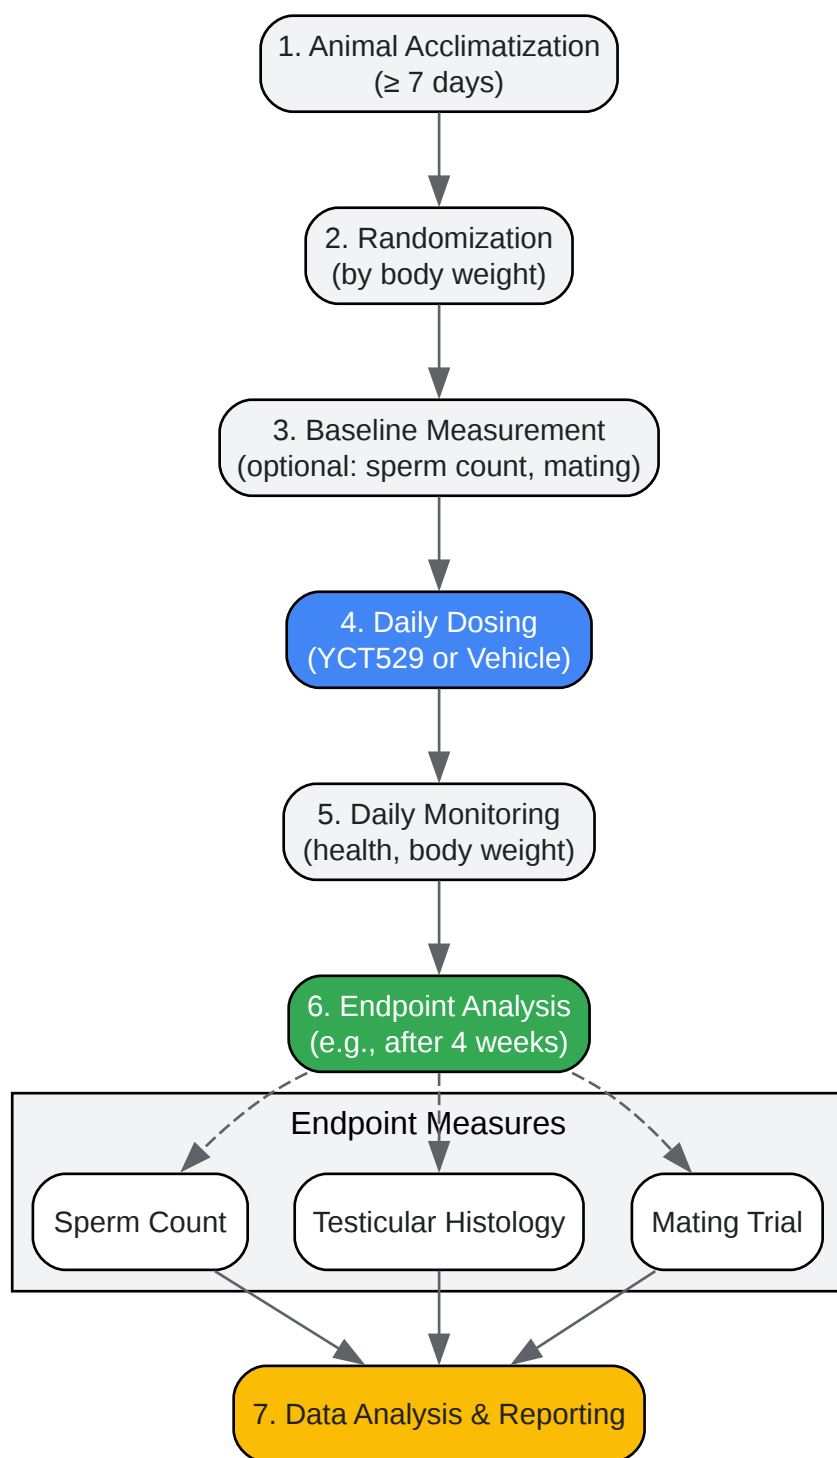 1. Animal Acclimatization
(≥ 7 days)
2. Randomization
(by body weight)
3. Baseline Measurement
(optional: sperm count, mating)
4. Daily Dosing
(YCT529 or Vehicle)
5. Daily Monitoring
(health, body weight)
6. Endpoint Analysis
(e.g., after 4 weeks)
Endpoint Measures
Sperm Count
Testicular Histology
Mating Trial
7. Data Analysis & Reporting